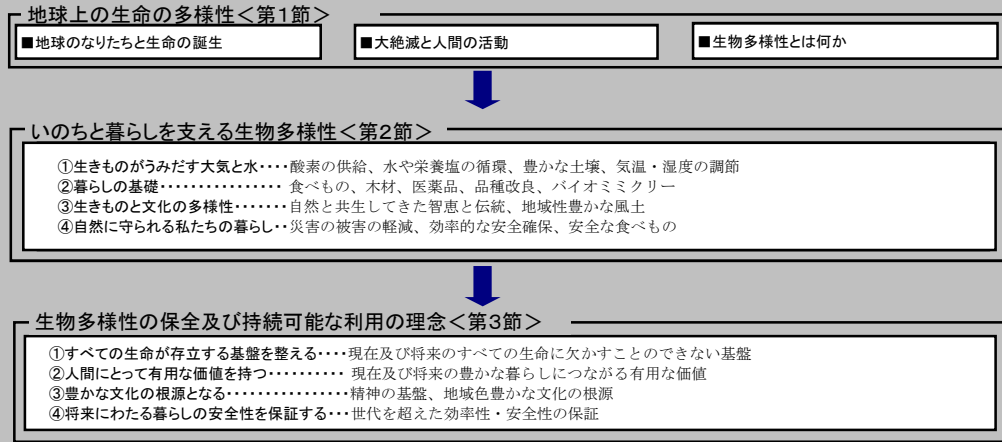 地球上の生命の多様性＜第1節＞
■地球のなりたちと生命の誕生
■大絶滅と人間の活動
■生物多様性とは何か
いのちと暮らしを支える生物多様性＜第2節＞
①生きものがうみだす大気と水････酸素の供給、水や栄養塩の循環、豊かな土壌、気温・湿度の調節
②暮らしの基礎････････････････ 食べもの、木材、医薬品、品種改良、バイオミミクリー
③生きものと文化の多様性･･･････自然と共生してきた智恵と伝統、地域性豊かな風土
④自然に守られる私たちの暮らし･･災害の被害の軽減、効率的な安全確保、安全な食べもの
生物多様性の保全及び持続可能な利用の理念＜第3節＞
①すべての生命が存立する基盤を整える････現在及び将来のすべての生命に欠かすことのできない基盤
②人間にとって有用な価値を持つ･･････････ 現在及び将来の豊かな暮らしにつながる有用な価値
③豊かな文化の根源となる････････････････精神の基盤、地域色豊かな文化の根源
④将来にわたる暮らしの安全性を保証する･･･世代を超えた効率性・安全性の保証